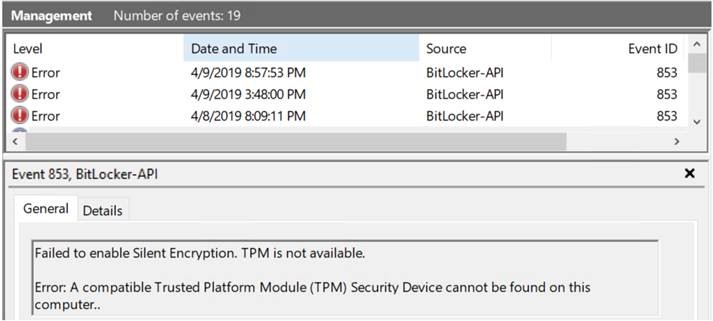 Management Number of events: 19
Level Date and Time Source Event ID
Error 4/9/2019 8:57:53 PM BitLocker-API 853
Error 4/9/2019 3:48:00 PM BitLocker-API 853
Error 4/8/2019 8:09:11 PM BitLocker-API 853
Event 853, BitLocker-API
General Details
Failed to enable Silent Encryption. TPM is not available.
Error: A compatible Trusted Platform Module (TPM) Security Device cannot be found on this
computer..